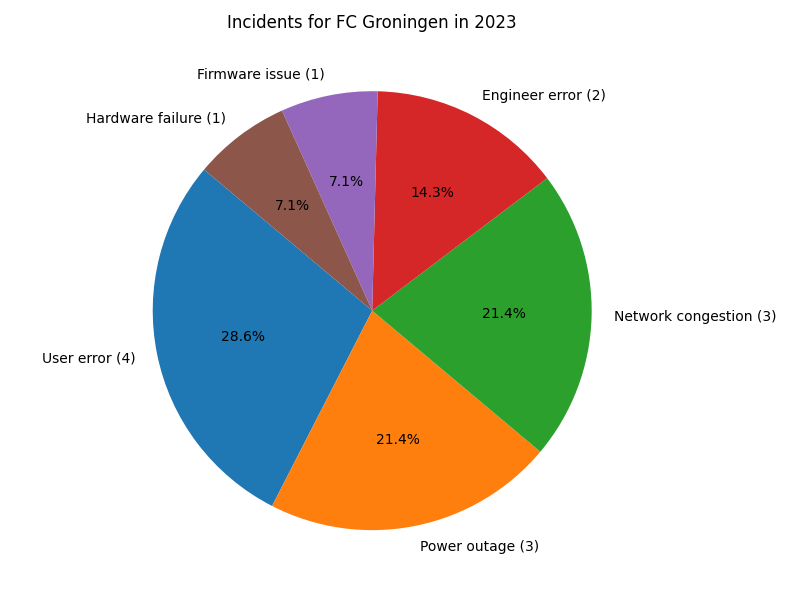 Incidents for FC Groningen in 2023
Firmware issue (1)
Engineer error (2)
Hardware failure (1)
7.1%
14.3%
7.1%
21.4%
Network congestion (3)
28.6%
User error (4)
21.4%
Power outage (3)